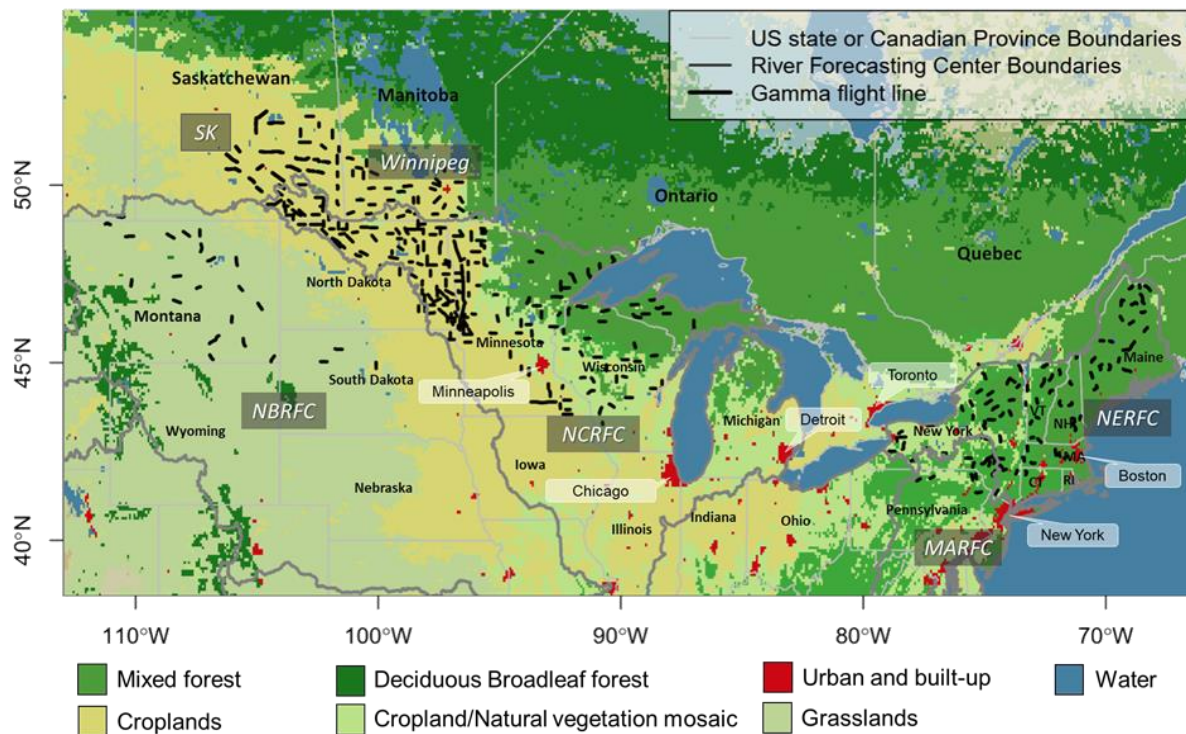 US state or Canadian Province Boundaries
River Forecasting Center Boundaries
Gamma flight line
Saskatchewan
Manitoba
SK
Winnipeg
Ontario
Quebec
North Dakota
Montana
Minnesota
Maine
South Dakota
Wisconsin
Toronto
Minneapolis
NBRFC
Michigan
Detroit
VT
NH
NERFC
Wyoming
NCRFC
New York
MA
Iowa
CT
RI
Boston
Chicago
Nebraska
Pennsylvania
Illinois
Indiana
Ohio
New York
MARFC
50°N
45°N
40°N
110°W 100°W 90°W 80°W 70°W
Mixed forest Deciduous Broadleaf forest Urban and built-up Water
Croplands Cropland/Natural vegetation mosaic Grasslands